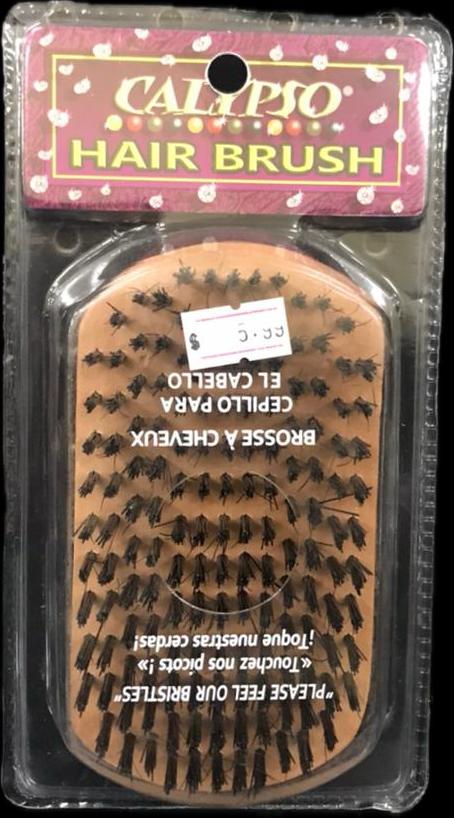 CALYPSO®
HAIR BRUSH
$ 5.99
"PLEASE FEEL OUR BRISTLES"
«Touchez nos picots !»
¡Toque nuestras cerdas!
BROSSE À CHEVEUX
CEPILLO PARA
EL CABELLO